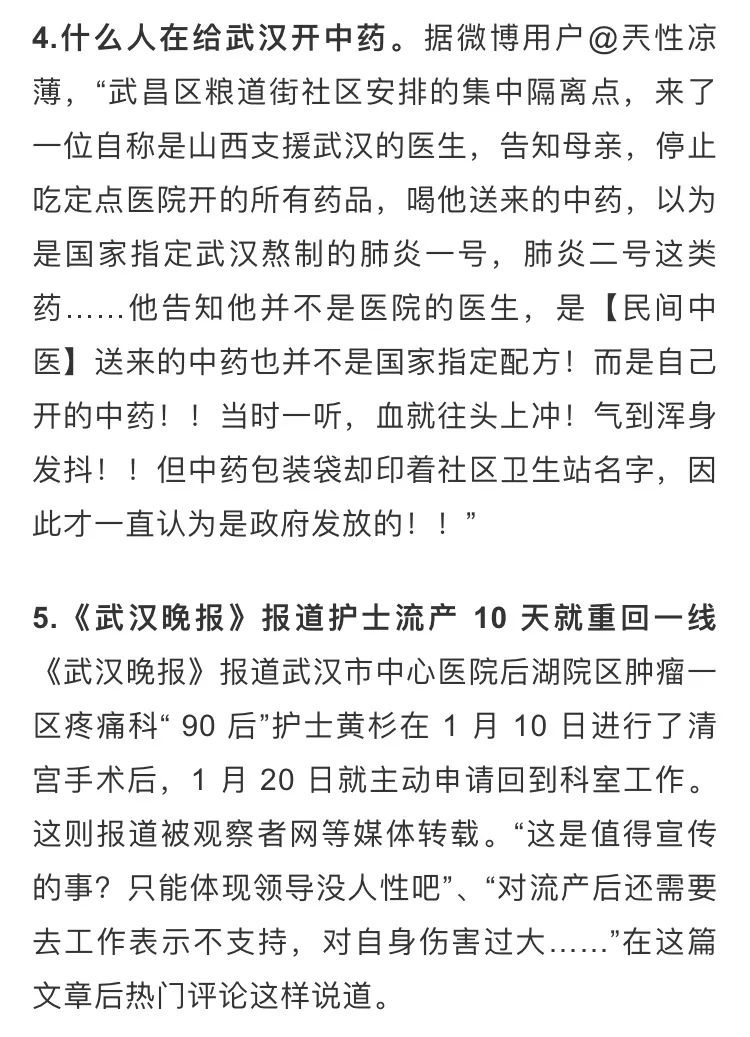 4.什么人在给武汉开中药。据微博用户@兲性凉
薄，“武昌区粮道街社区安排的集中隔离点，来了
一位自称是山西支援武汉的医生，告知母亲，停止
吃定点医院开的所有药品，喝他送来的中药，以为
是国家指定武汉熬制的肺炎一号，肺炎二号这类
药……他告知他并不是医院的医生，是【民间中
医】送来的中药也并不是国家指定配方！而是自己
开的中药！！当时一听，血就往头上冲！气到浑身
发抖！！但中药包装袋却印着社区卫生站名字，因
此才一直认为是政府发放的！！”
5.《武汉晚报》报道护士流产 10 天就重回一线
《武汉晚报》报道武汉市中心医院后湖院区肿瘤一
区疼痛科“ 90 后”护士黄杉在 1 月 10 日进行了清
宫手术后，1 月 20 日就主动申请回到科室工作。
这则报道被观察者网等媒体转载。“这是值得宣传
的事？只能体现领导没人性吧”、“对流产后还需要
去工作表示不支持，对自身伤害过大……”在这篇
文章后热门评论这样说道。